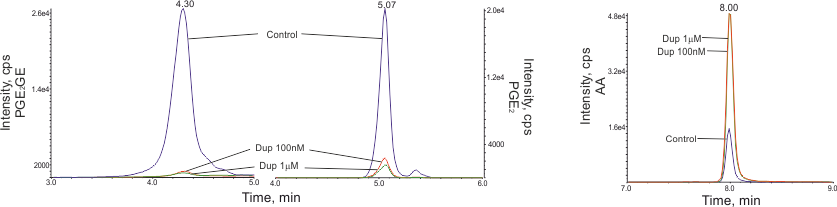 4.30
5.07
8.00
2.6e4
2.0e4
4.8e4
Control
Dup 1µM
Dup 100nM
Intensity, cps
PGE₂GE
1.4e4
1.2e4
Intensity, cps
PGE₂
3.2e4
Intensity, cps
AA
1.6e4
Control
Dup 100nM
4000
2000
Dup 1µM
3.0
4.0
5.0
4.0
5.0
6.0
7.0
8.0
9.0
Time, min
Time, min